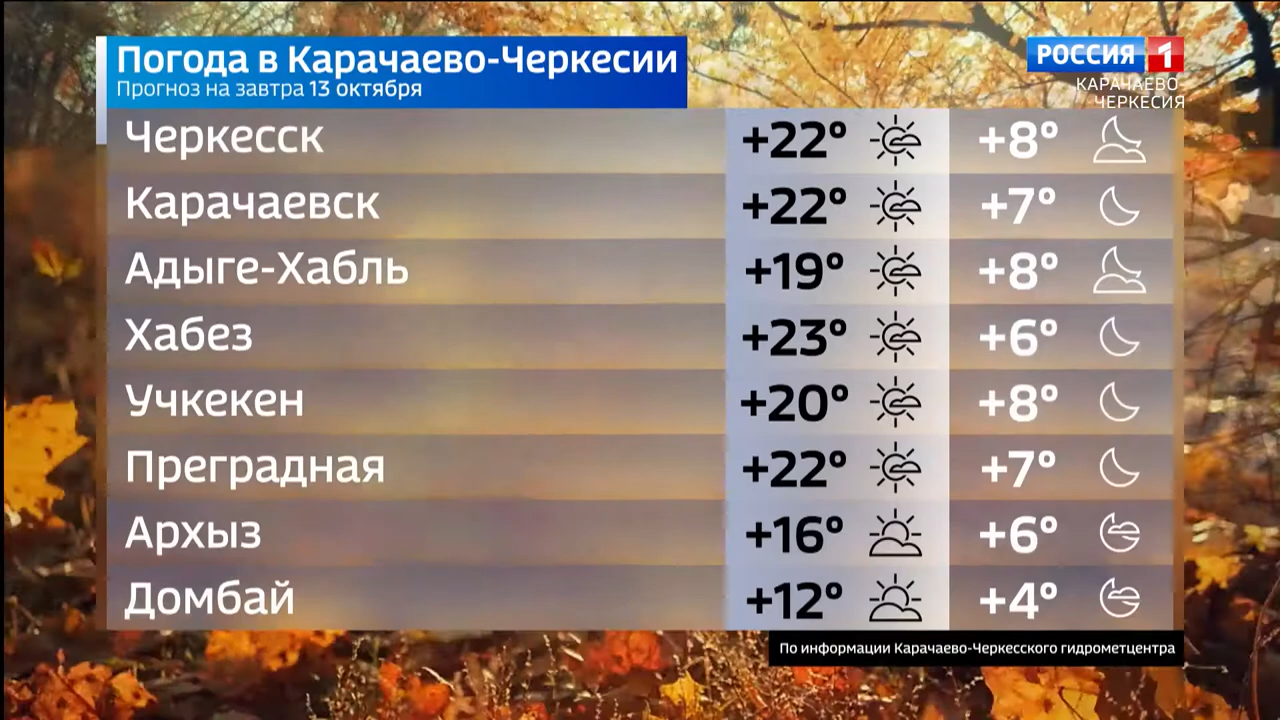 Погода в Карачаево-Черкесии
Прогноз на завтра 13 октября
РОССИЯ 1
КАРАЧАЕВО-
ЧЕРКЕСИЯ
Черкесск +22° +8°
Карачаевск +22° +7°
Адыге-Хабль +19° +8°
Хабез +23° +6°
Учкекен +20° +8°
Преградная +22° +7°
Архыз +16° +6°
Домбай +12° +4°
По информации Карачаево-Черкесского гидрометцентра